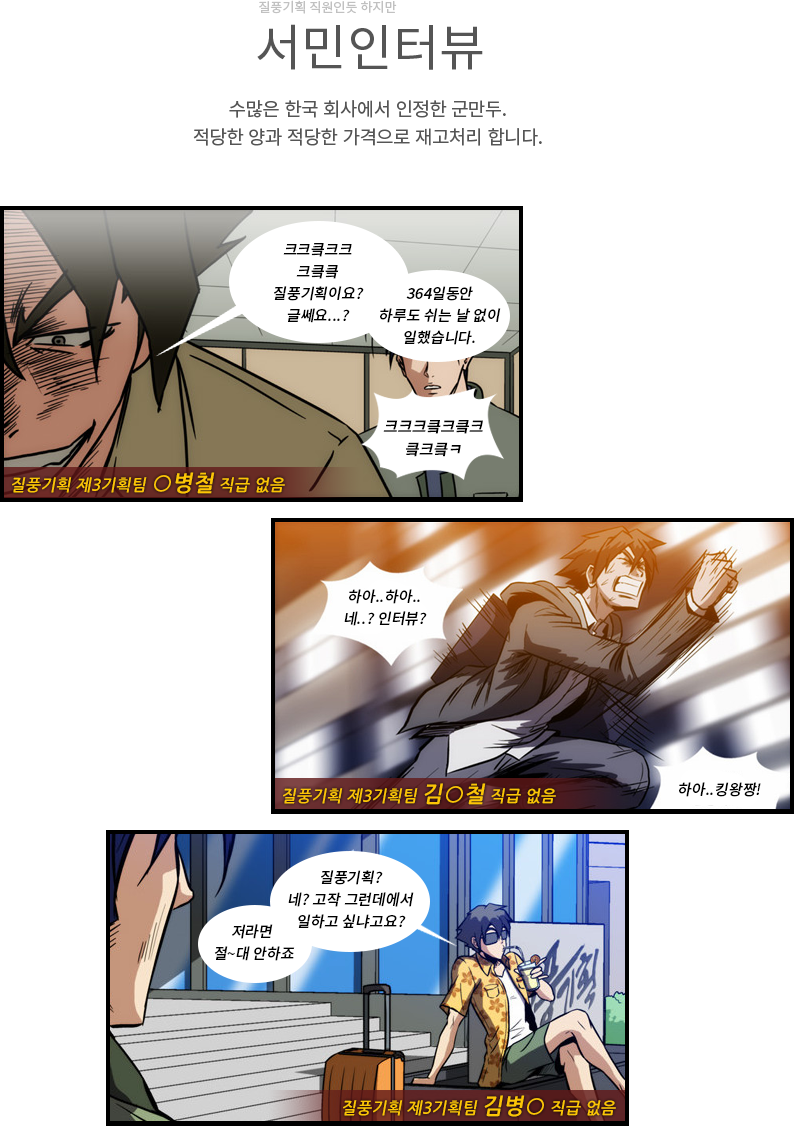 질풍기획 직원인듯 하지만
서민인터뷰
수많은 한국 회사에서 인정한 군만두.
적당한 양과 적당한 가격으로 재고처리 합니다.
크크큭크크
크큭큭
질풍기획이요?
글쎄요...?
364일동안
하루도 쉬는 날 없이
일했습니다.
크크크큭크큭크
큭크큭ㅋ
질풍기획 제3기획팀 ○병철 직급 없음
하아..하아..
네..? 인터뷰?
하아..킹왕짱!
질풍기획 제3기획팀 김○철 직급 없음
질풍기획?
네? 고작 그런데에서
일하고 싶냐고요?
저라면
절~대 안하죠
질풍기획 제3기획팀 김병○ 직급 없음